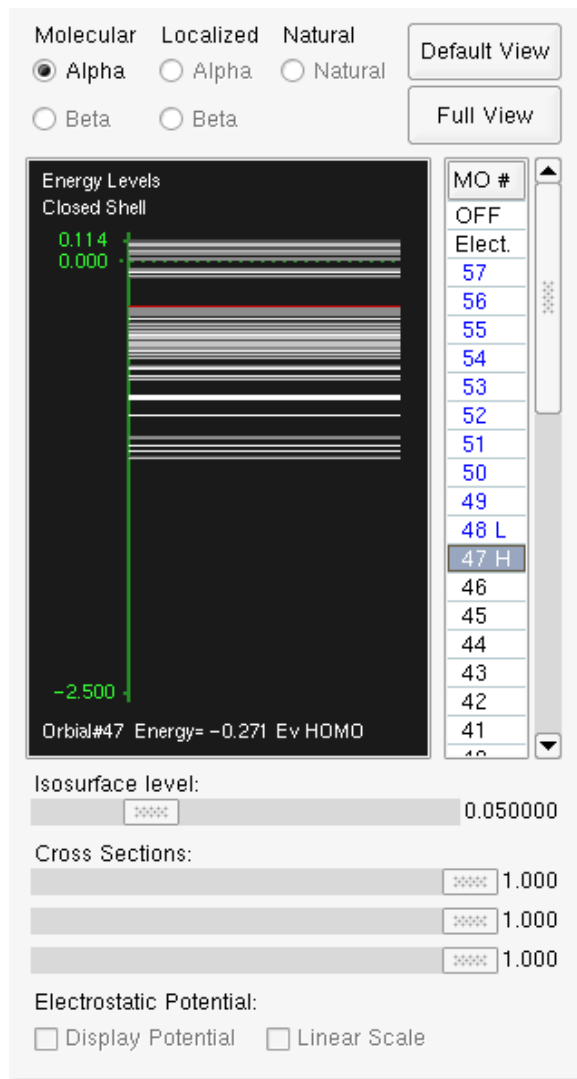 Molecular Localized Natural
Alpha Alpha Natural
Beta Beta
Default View
Full View
Energy Levels
Closed Shell
0.114
0.000
−2.500
Orbial#47 Energy= −0.271 Ev HOMO
MO #
OFF
Elect.
57
56
55
54
53
52
51
50
49
48 L
47 H
46
45
44
43
42
41
Isosurface level:
0.050000
Cross Sections:
1.000
1.000
1.000
Electrostatic Potential:
Display Potential Linear Scale